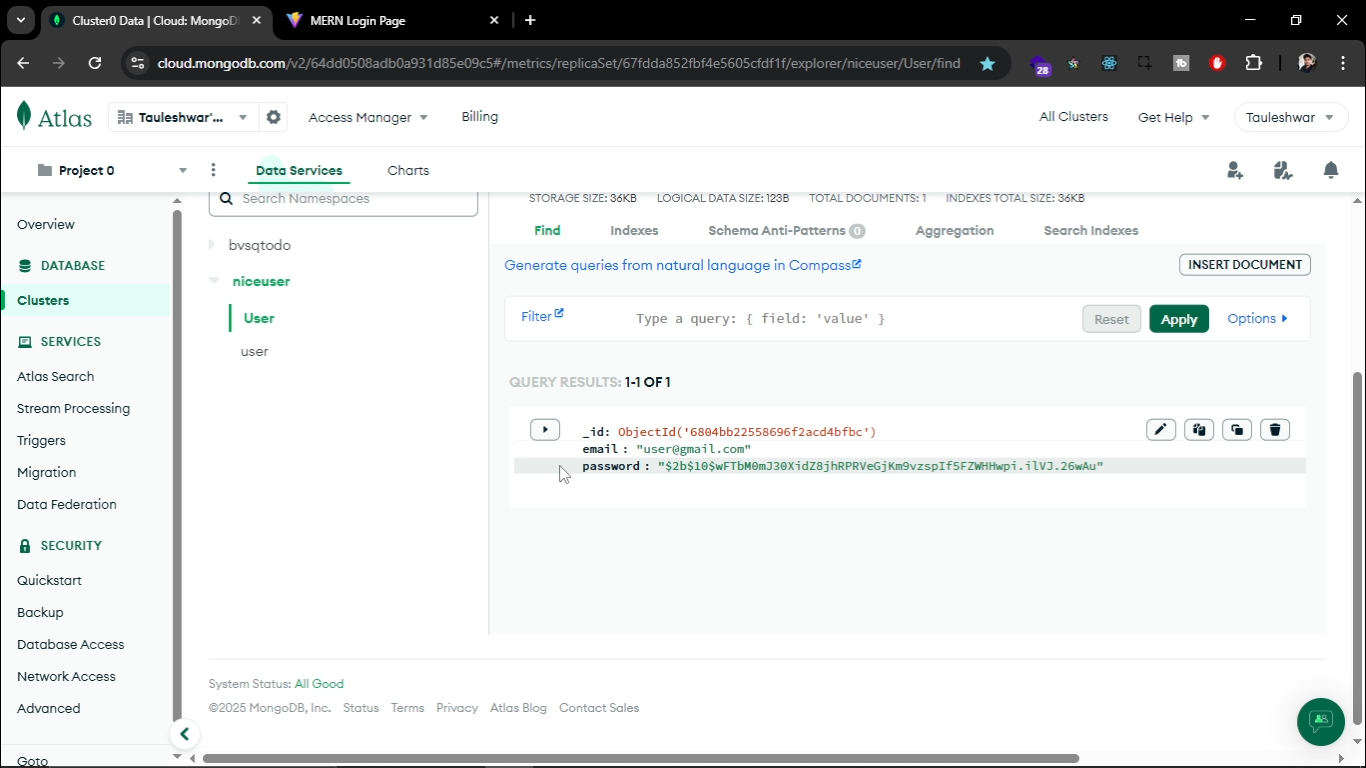 Cluster0 Data | Cloud: MongoD
MERN Login Page
cloud.mongodb.com/v2/64dd0508adb0a931d85e09c5#/metrics/replicaSet/67fdda852fbf4e5605cfdf1f/explorer/niceuser/User/find
28
Atlas
Tauleshwar'...
Access Manager
Billing
All Clusters
Get Help
Tauleshwar
Project 0
Data Services
Charts
Overview
DATABASE
Clusters
SERVICES
Atlas Search
Stream Processing
Triggers
Migration
Data Federation
SECURITY
Quickstart
Backup
Database Access
Network Access
Advanced
Goto
Search Namespaces
bvsqtodo
niceuser
User
user
STORAGE SIZE: 36KB LOGICAL DATA SIZE: 123B TOTAL DOCUMENTS: 1 INDEXES TOTAL SIZE: 36KB
Find Indexes Schema Anti-Patterns 0 Aggregation Search Indexes
Generate queries from natural language in Compass
INSERT DOCUMENT
Filter
Type a query: { field: 'value' }
Reset
Apply
Options
QUERY RESULTS: 1-1 OF 1
_id: ObjectId('6804bb22558696f2acd4bfbc')
email : "user@gmail.com"
password : "$2b$10$wFTbM0mJ30XidZ8jhRPRVeGjKm9vzspIf5FZWHHwpi.ilVJ.26wAu"
System Status: All Good
©2025 MongoDB, Inc. Status Terms Privacy Atlas Blog Contact Sales